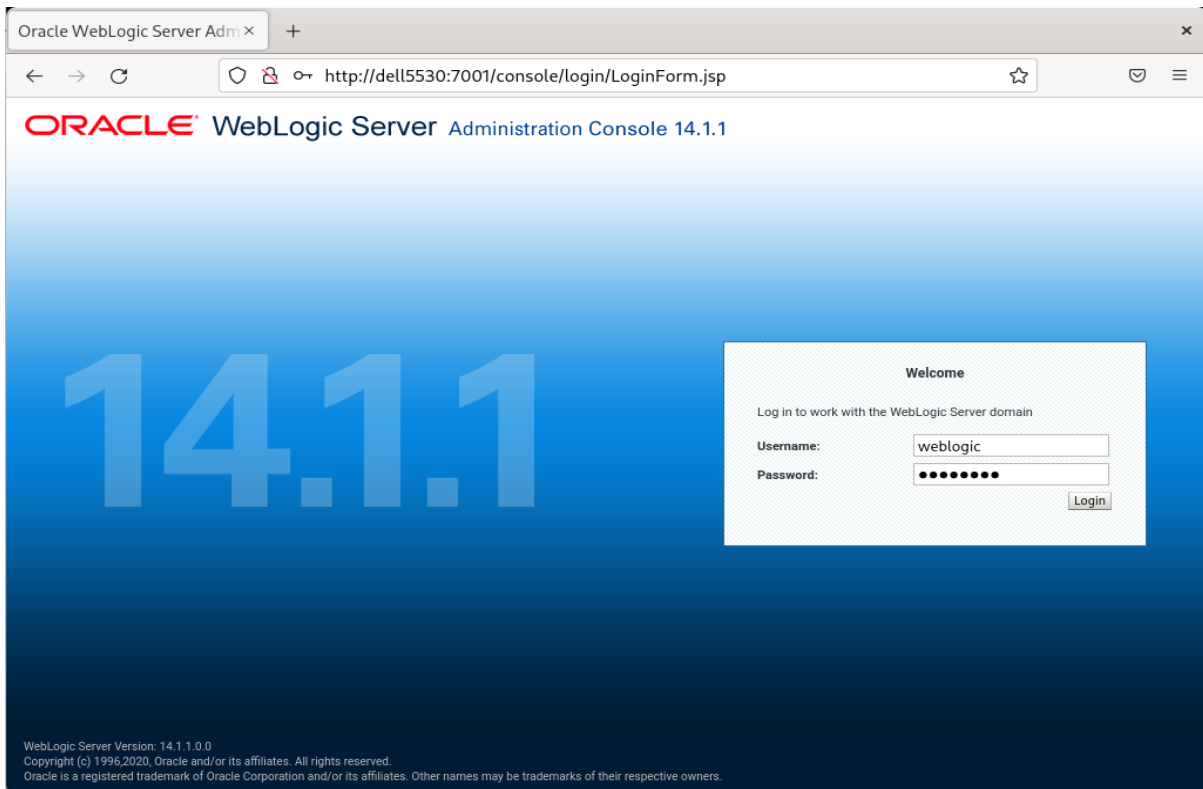 Oracle WebLogic Server Adm
http://dell5530:7001/console/login/LoginForm.jsp
ORACLE® WebLogic Server Administration Console 14.1.1
14.1.1
Welcome
Log in to work with the WebLogic Server domain
Username: weblogic
Password: ●●●●●●●●
Login
WebLogic Server Version: 14.1.1.0.0
Copyright (c) 1996,2020, Oracle and/or its affiliates. All rights reserved.
Oracle is a registered trademark of Oracle Corporation and/or its affiliates. Other names may be trademarks of their respective owners.